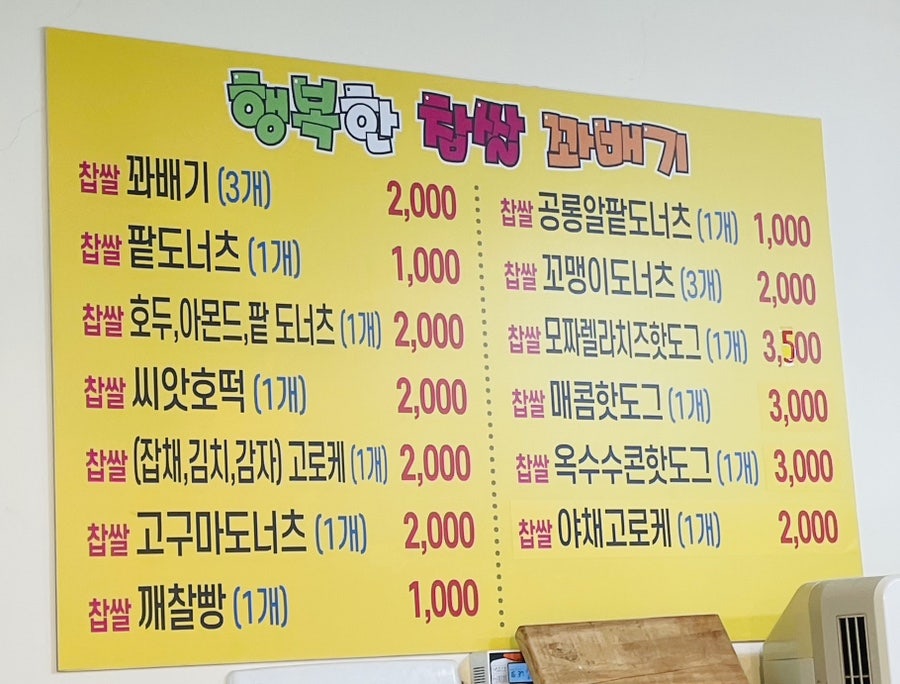 행복한 찹쌀 꽈배기
찹쌀 꽈배기 (3개) 2,000
찹쌀 팥도너츠 (1개) 1,000
찹쌀 호두,아몬드,팥 도너츠 (1개) 2,000
찹쌀 씨앗호떡 (1개) 2,000
찹쌀 (잡채,김치,감자) 고로케 (1개) 2,000
찹쌀 고구마도너츠 (1개) 2,000
찹쌀 깨찰빵 (1개) 1,000
찹쌀 공룡알팥도너츠 (1개) 1,000
찹쌀 꼬맹이도너츠 (3개) 2,000
찹쌀 모짜렐라치즈핫도그 (1개) 3,500
찹쌀 매콤핫도그 (1개) 3,000
찹쌀 옥수수콘핫도그 (1개) 3,000
찹쌀 야채고로케 (1개) 2,000